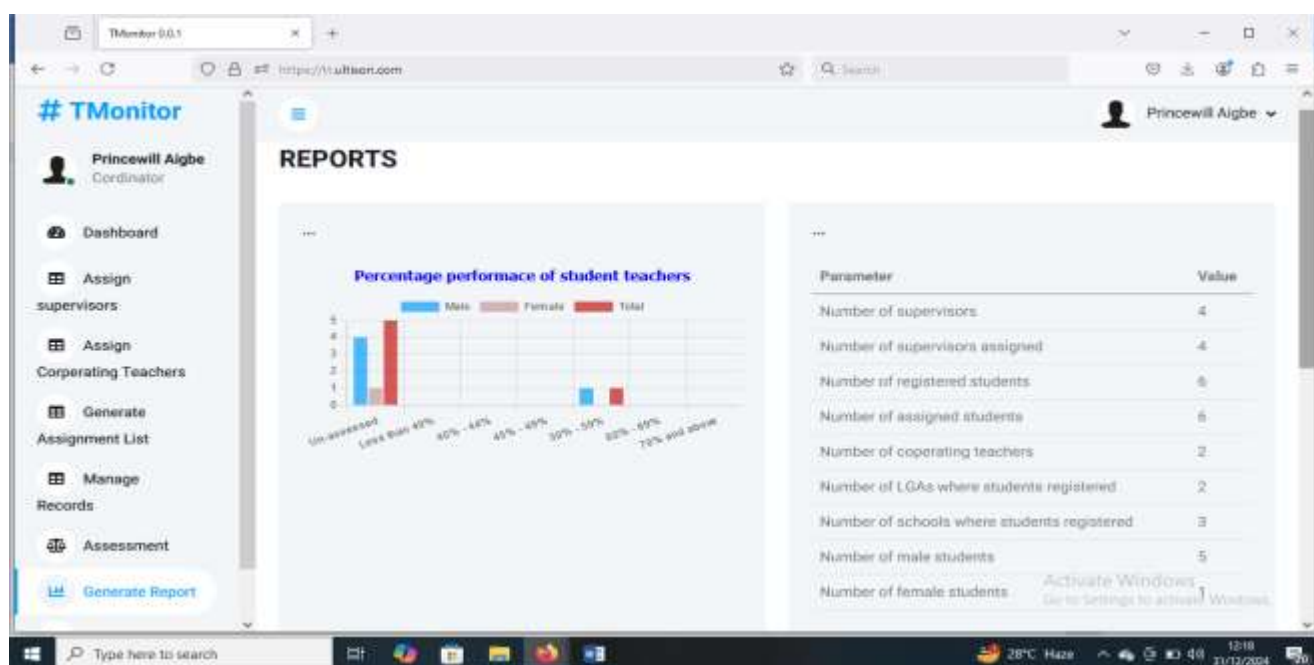 TMonitor 0.0.1
https://tt.ultison.com
Search
# TMonitor
Princewill Aigbe
Princewill Aigbe
Cordinator
REPORTS
Dashboard
Assign
supervisors
Assign
Corperating Teachers
Generate
Assignment List
Manage
Records
Assessment
Generate Report
...
Percentage performace of student teachers
Male Female Total
5
4
3
2
1
0
Un-assessed Less than 40% 40% - 44% 45% - 49% 50% - 59% 60% - 69% 70% and above
...
Parameter Value
Number of supervisors 4
Number of supervisors assigned 4
Number of registered students 6
Number of assigned students 6
Number of coperating teachers 2
Number of LGAs where students registered 2
Number of schools where students registered 3
Number of male students 5
Number of female students 1
Activate Windows
Go to Settings to activate Windows.
Type here to search
28°C Haze
12:18